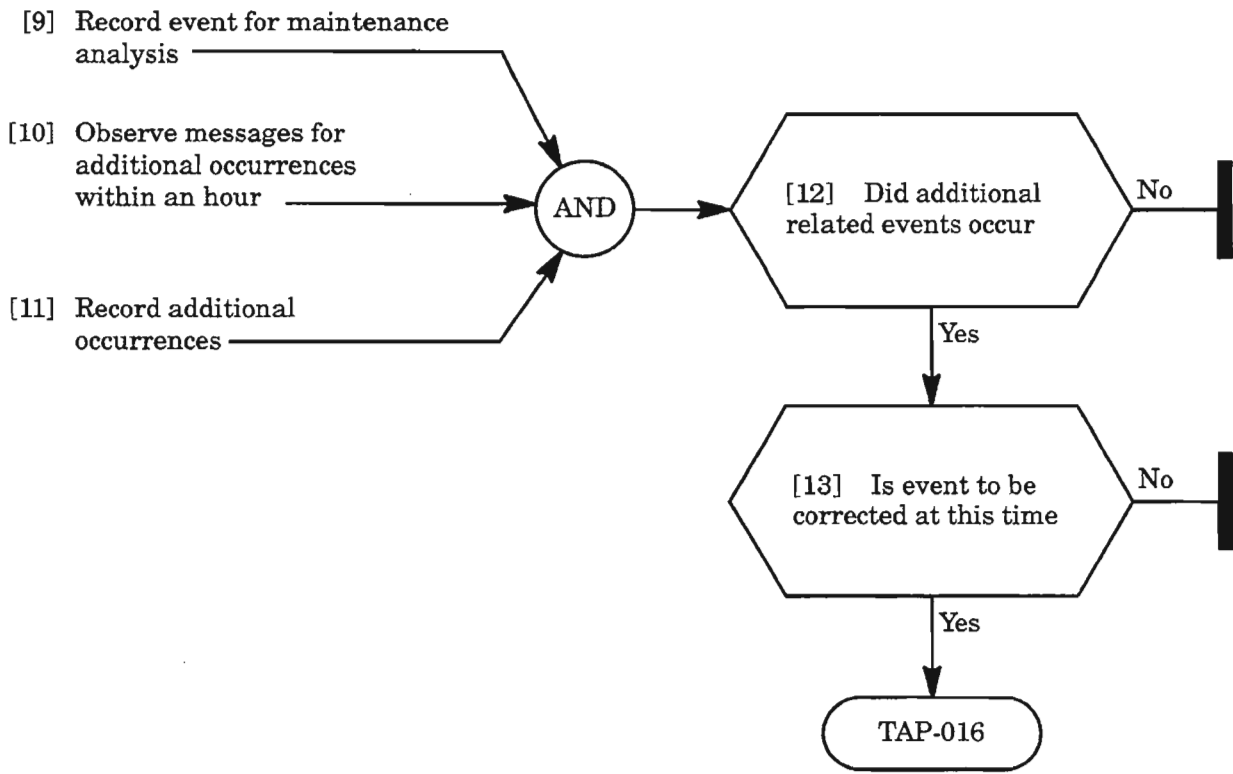 [9] Record event for maintenance
analysis
[10] Observe messages for
additional occurrences
within an hour
[11] Record additional
occurrences
AND
[12] Did additional
related events occur
No
Yes
[13] Is event to be
corrected at this time
No
Yes
TAP-016